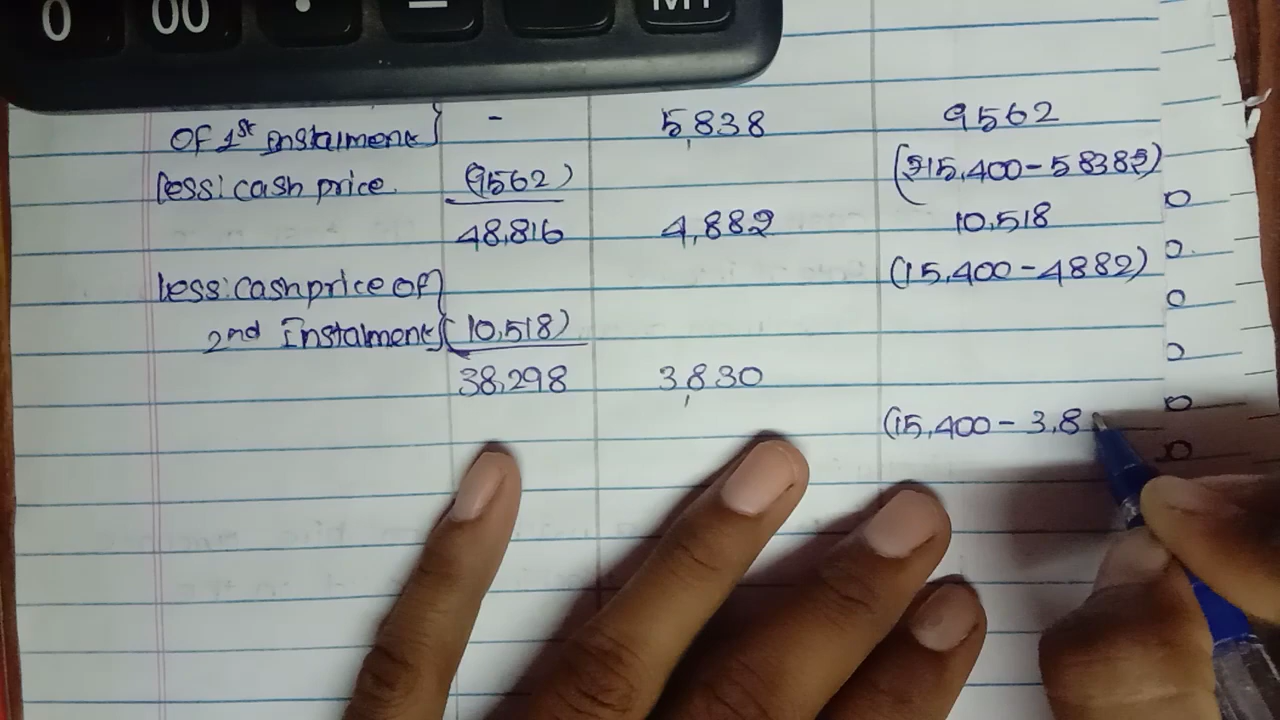 0 00 . =
Of 1st Instalment} - 5,838 9562
less: cash price. (9562) (15,400-5838)
48,816 4,882 10,518
less: cash price of} (15,400-4882)
2nd Instalment} (10,518)
38,298 3,830
(15,400- 3,8